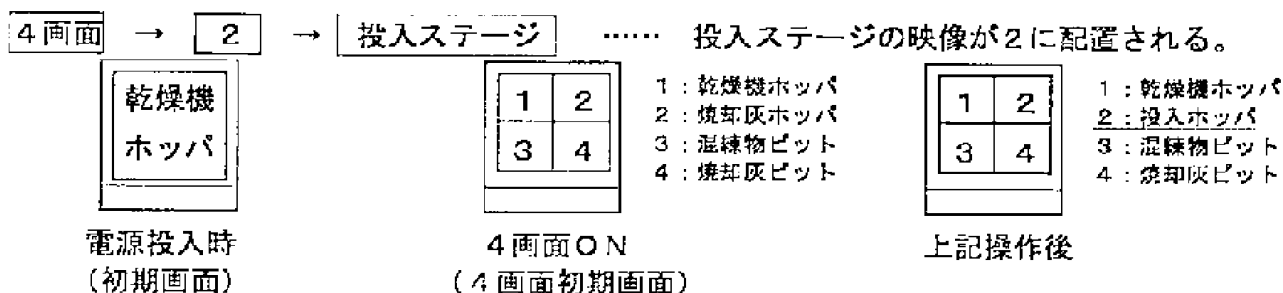 4画面 → 2 → 投入ステージ …… 投入ステージの映像が2に配置される。
乾燥機
ホッパ
電源投入時
(初期画面)
1 2
3 4
1：乾燥機ホッパ
2：焼却灰ホッパ
3：混練物ピット
4：焼却灰ピット
4画面ON
(4画面初期画面)
1 2
3 4
1：乾燥機ホッパ
2：投入ホッパ
3：混練物ピット
4：焼却灰ピット
上記操作後